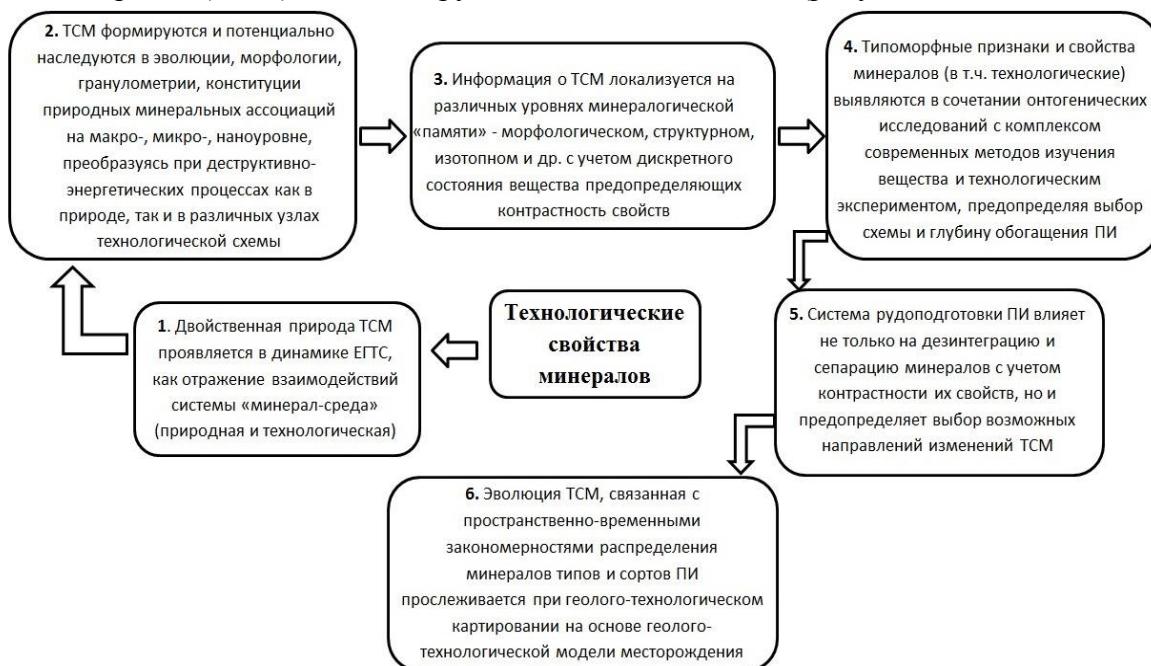 Технологические
свойства
минералов
1. Двойственная природа ТСМ
проявляется в динамике ЕГТС,
как отражение взаимодействий
системы «минерал-среда»
(природная и технологическая)
2. ТСМ формируются и потенциально
наследуются в эволюции, морфологии,
гранулометрии, конституции
природных минеральных ассоциаций
на макро-, микро-, наноуровне,
преобразуясь при деструктивно-
энергетических процессах как в
природе, так и в различных узлах
технологической схемы
3. Информация о ТСМ локализуется на
различных уровнях минералогической
«памяти» - морфологическом, структурном,
изотопном и др. с учетом дискретного
состояния вещества предопределяющих
контрастность свойств
4. Типоморфные признаки и свойства
минералов (в т.ч. технологические)
выявляются в сочетании онтогенических
исследований с комплексом
современных методов изучения
вещества и технологическим
экспериментом, предопределяя выбор
схемы и глубину обогащения ПИ
5. Система рудоподготовки ПИ влияет
не только на дезинтеграцию и
сепарацию минералов с учетом
контрастности их свойств, но и
предопределяет выбор возможных
направлений изменений ТСМ
6. Эволюция ТСМ, связанная с
пространственно-временными
закономерностями распределения
минералов типов и сортов ПИ
прослеживается при геолого-технологическом
картировании на основе геолого-
технологической модели месторождения